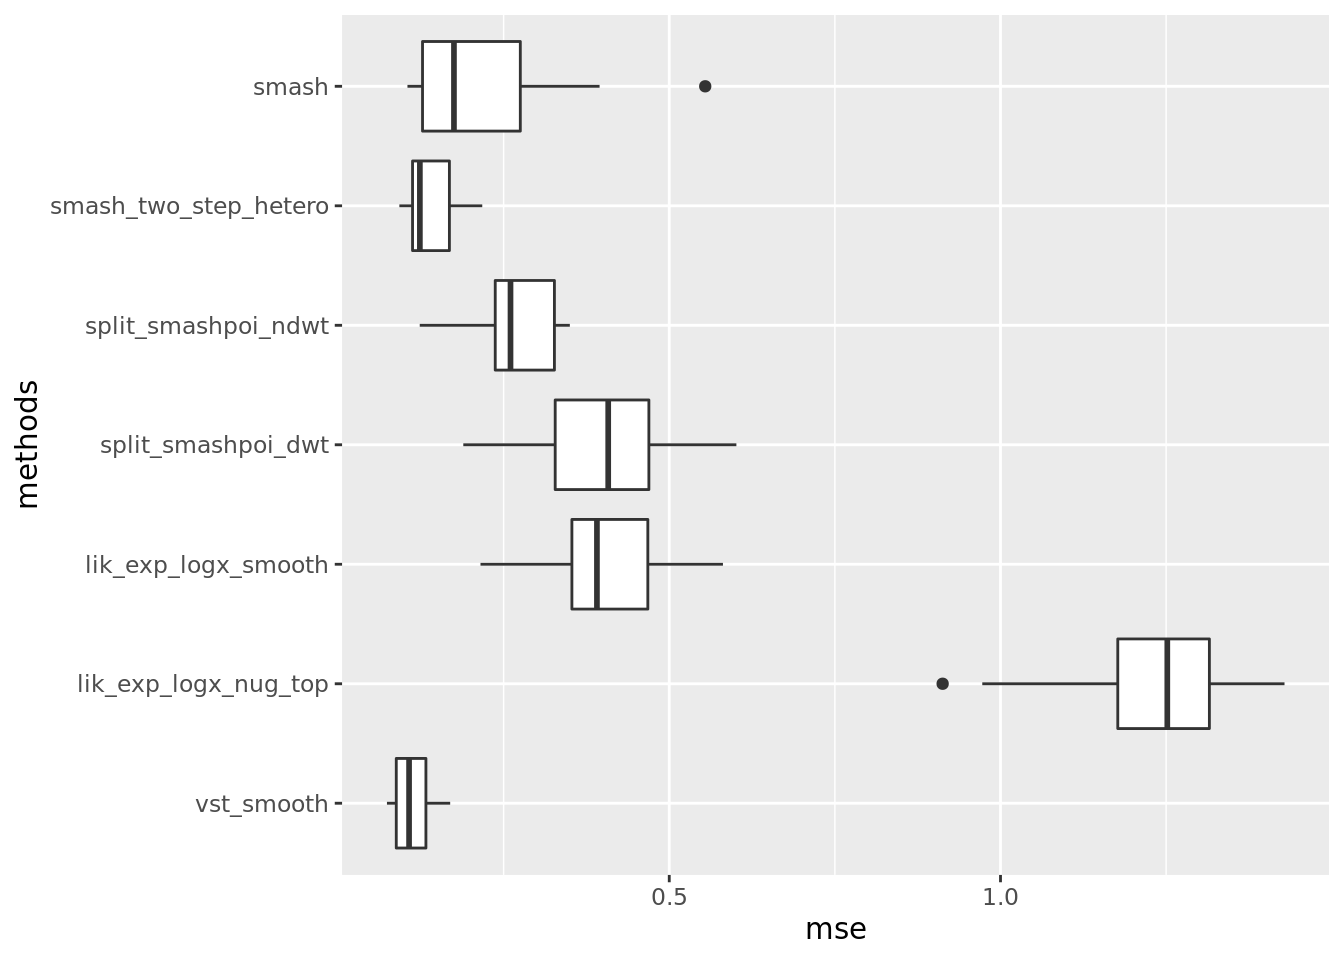 smash
smash_two_step_hetero
split_smashpoi_ndwt
split_smashpoi_dwt
lik_exp_logx_smooth
lik_exp_logx_nug_top
vst_smooth
methods
0.5 1.0
mse